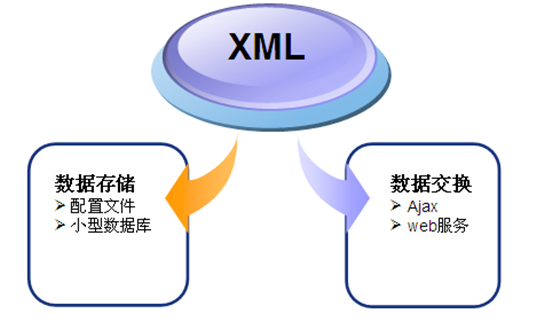 XML
数据存储
➢ 配置文件
➢ 小型数据库
数据交换
➢ Ajax
➢ web服务